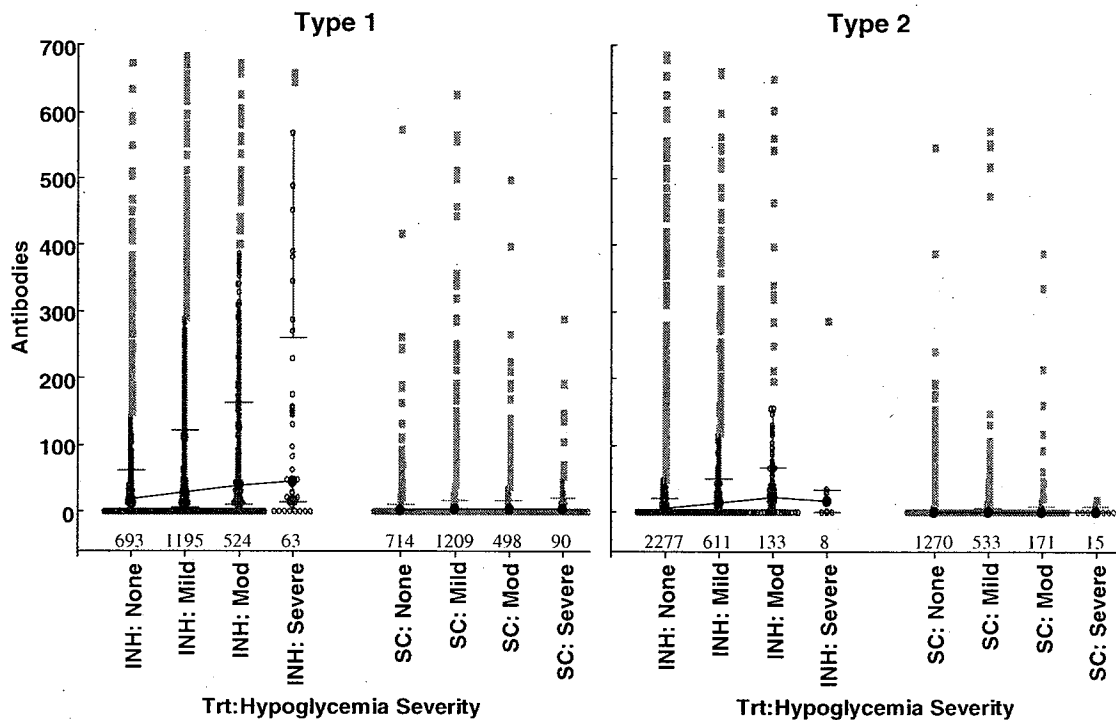 Type 1
Type 2
Antibodies
700
600
500
400
300
200
100
0
693 1195 524 63 714 1209 498 90
2277 611 133 8 1270 533 171 15
INH: None
INH: Mild
INH: Mod
INH: Severe
SC: None
SC: Mild
SC: Mod
SC: Severe
INH: None
INH: Mild
INH: Mod
INH: Severe
SC: None
SC: Mild
SC: Mod
SC: Severe
Trt:Hypoglycemia Severity
Trt:Hypoglycemia Severity